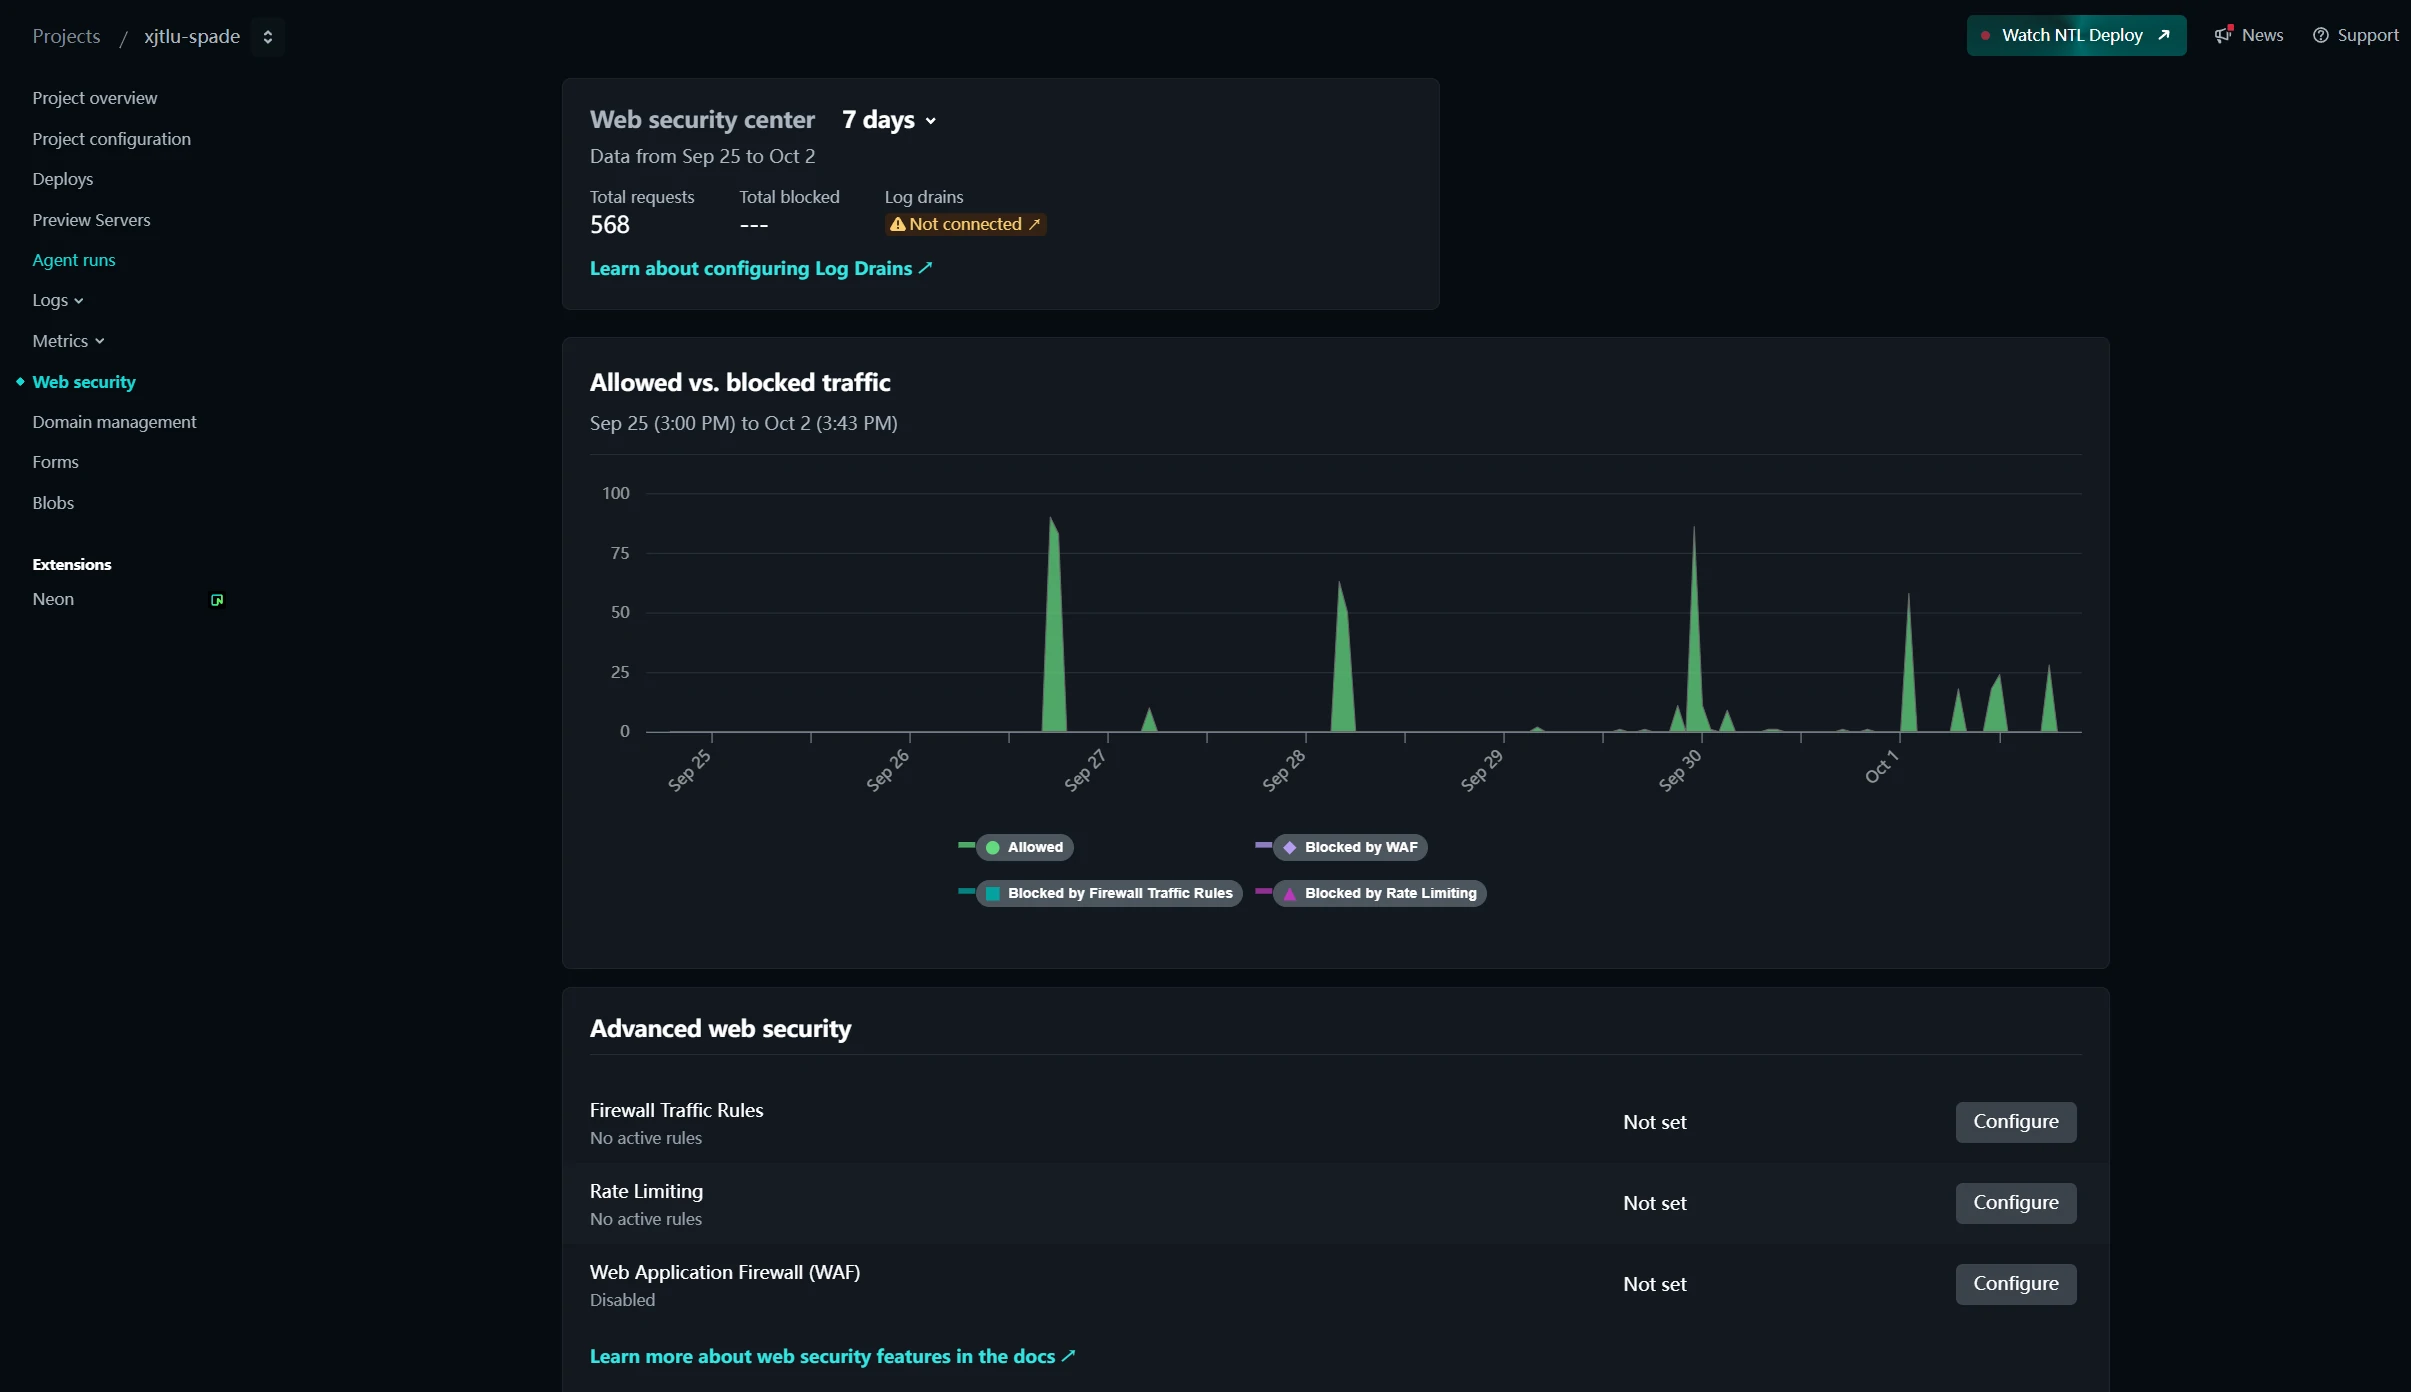 Projects / xjtlu-spade
Watch NTL Deploy
News
Support
Project overview
Project configuration
Deploys
Preview Servers
Agent runs
Logs
Metrics
Web security
Domain management
Forms
Blobs
Extensions
Neon
Web security center 7 days
Data from Sep 25 to Oct 2
Total requests Total blocked Log drains
568 --- Not connected ↗
Learn about configuring Log Drains ↗
Allowed vs. blocked traffic
Sep 25 (3:00 PM) to Oct 2 (3:43 PM)
100
75
50
25
0
Sep 25 Sep 26 Sep 27 Sep 28 Sep 29 Sep 30 Oct 1
Allowed Blocked by WAF
Blocked by Firewall Traffic Rules Blocked by Rate Limiting
Advanced web security
Firewall Traffic Rules
No active rules
Not set
Configure
Rate Limiting
No active rules
Not set
Configure
Web Application Firewall (WAF)
Disabled
Not set
Configure
Learn more about web security features in the docs ↗